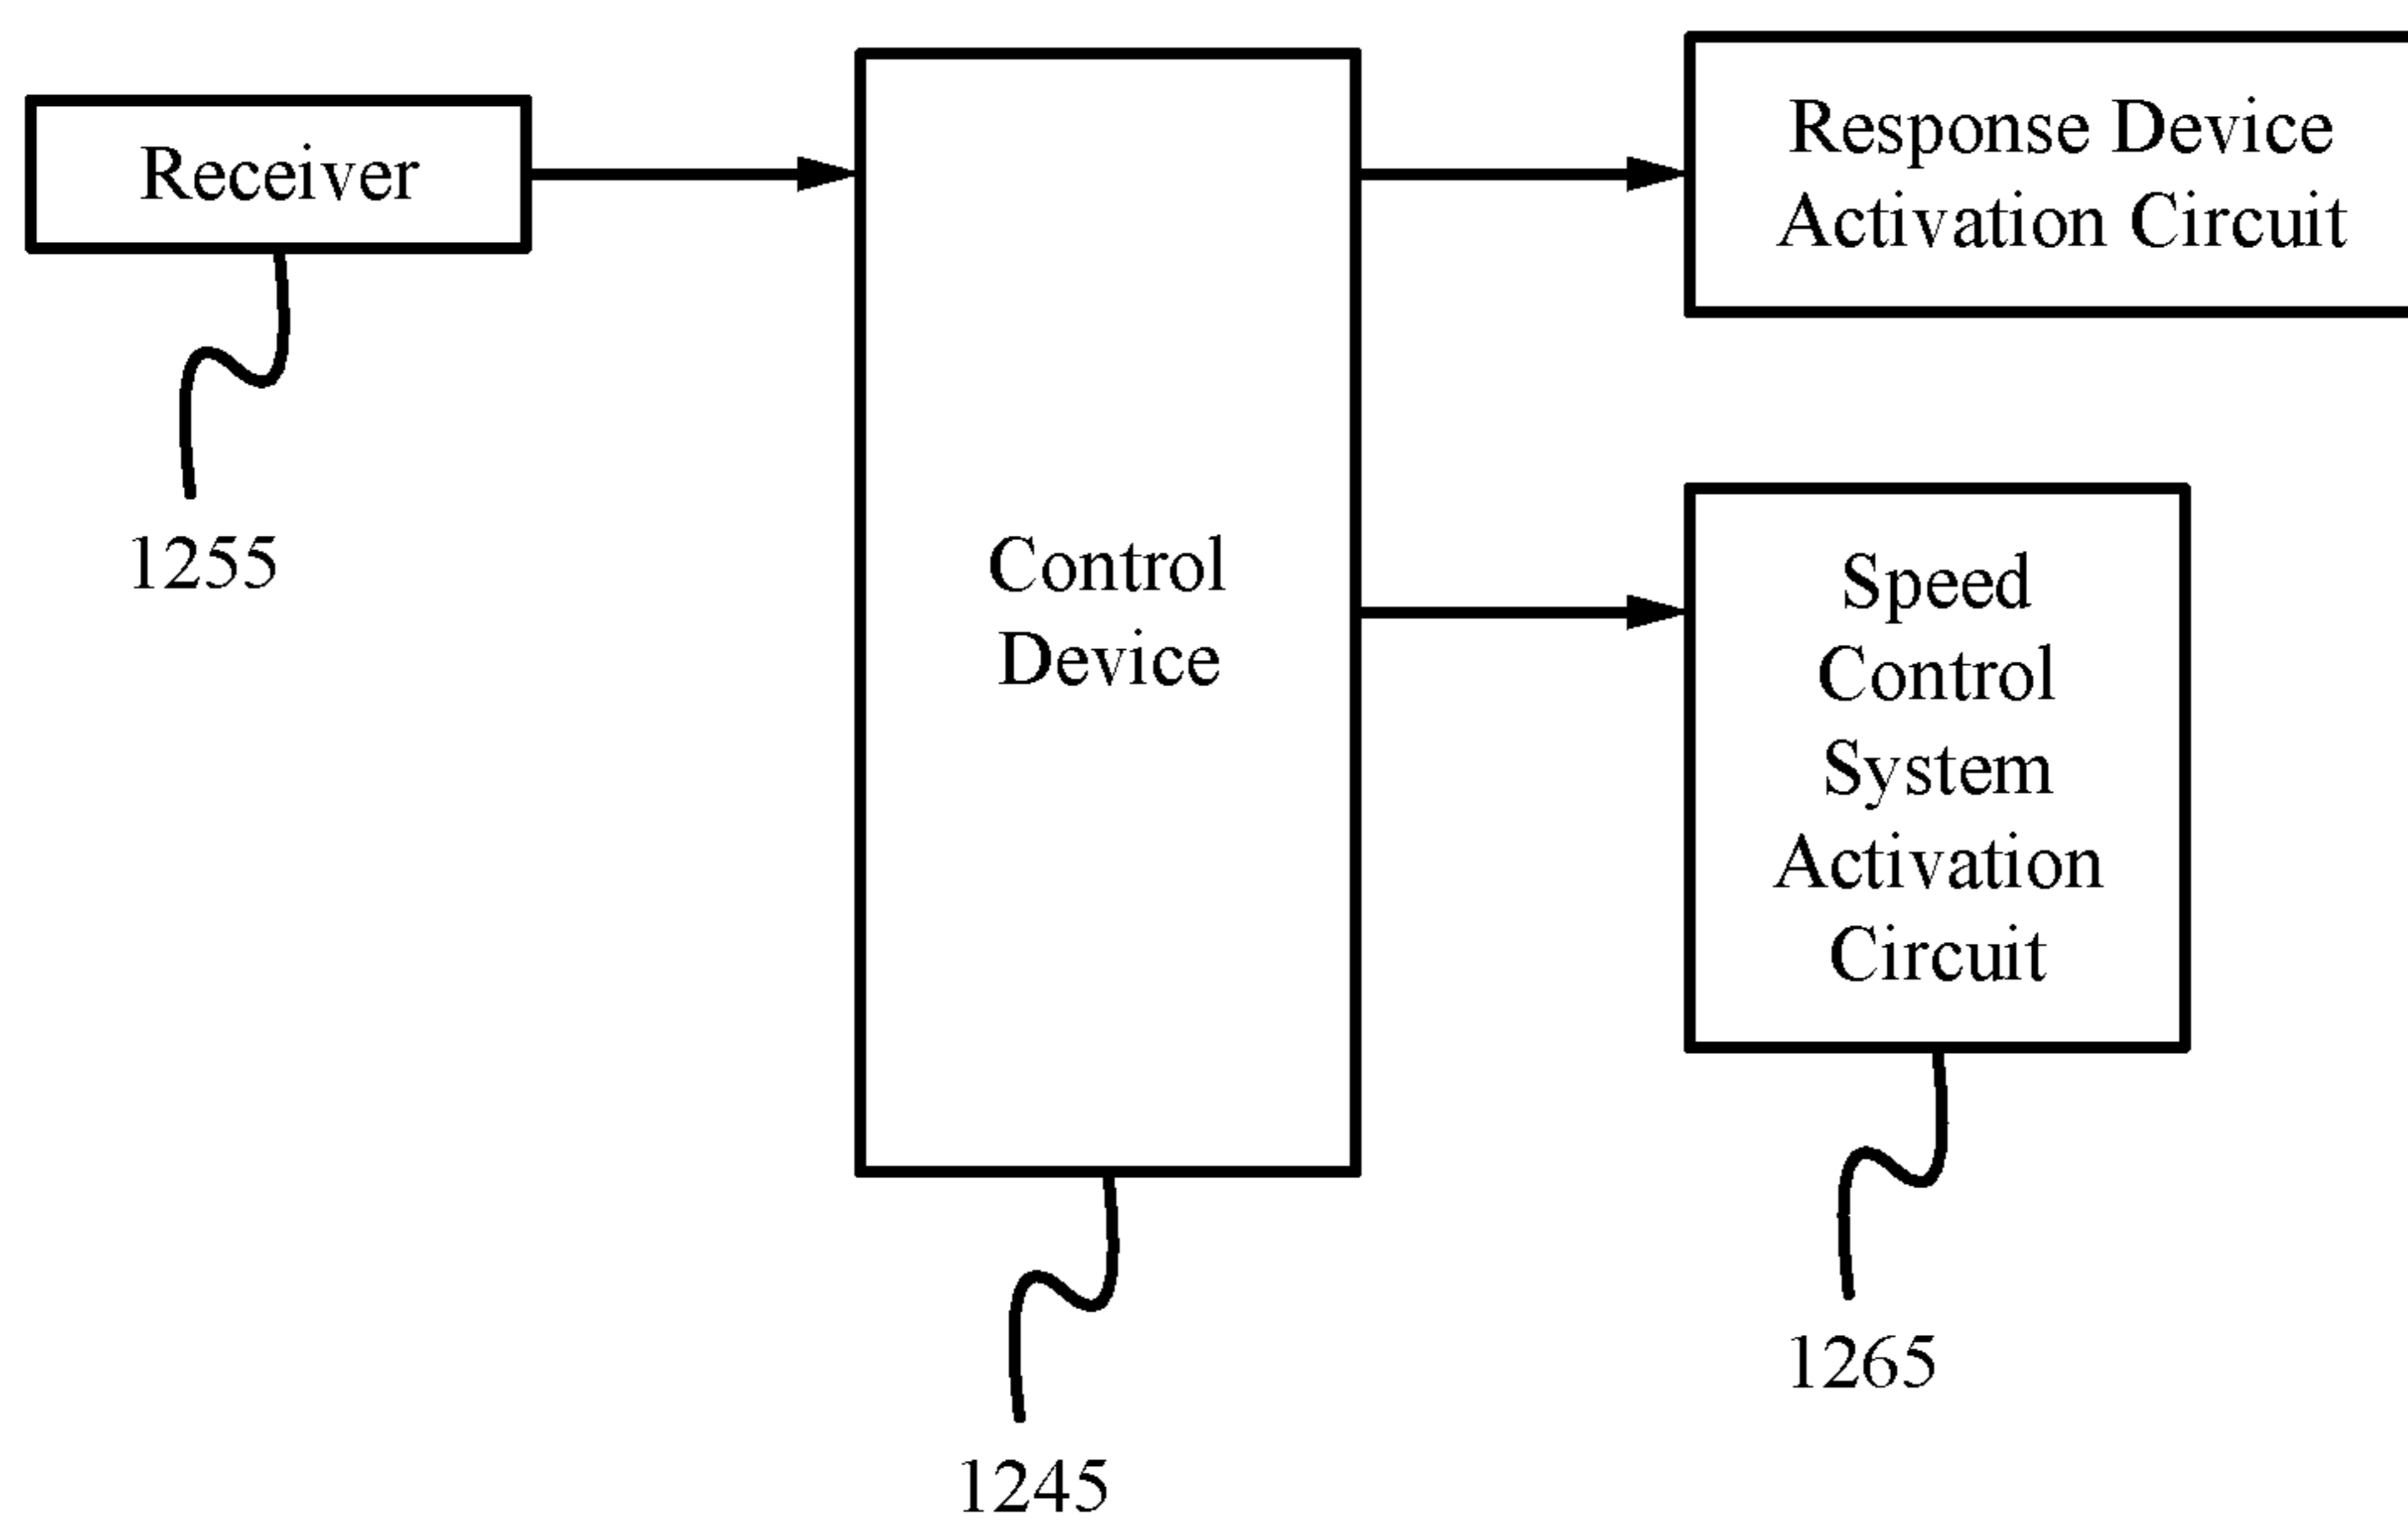 Receiver
1255
Control
Device
1245
Response Device
Activation Circuit
Speed
Control
System
Activation
Circuit
1265